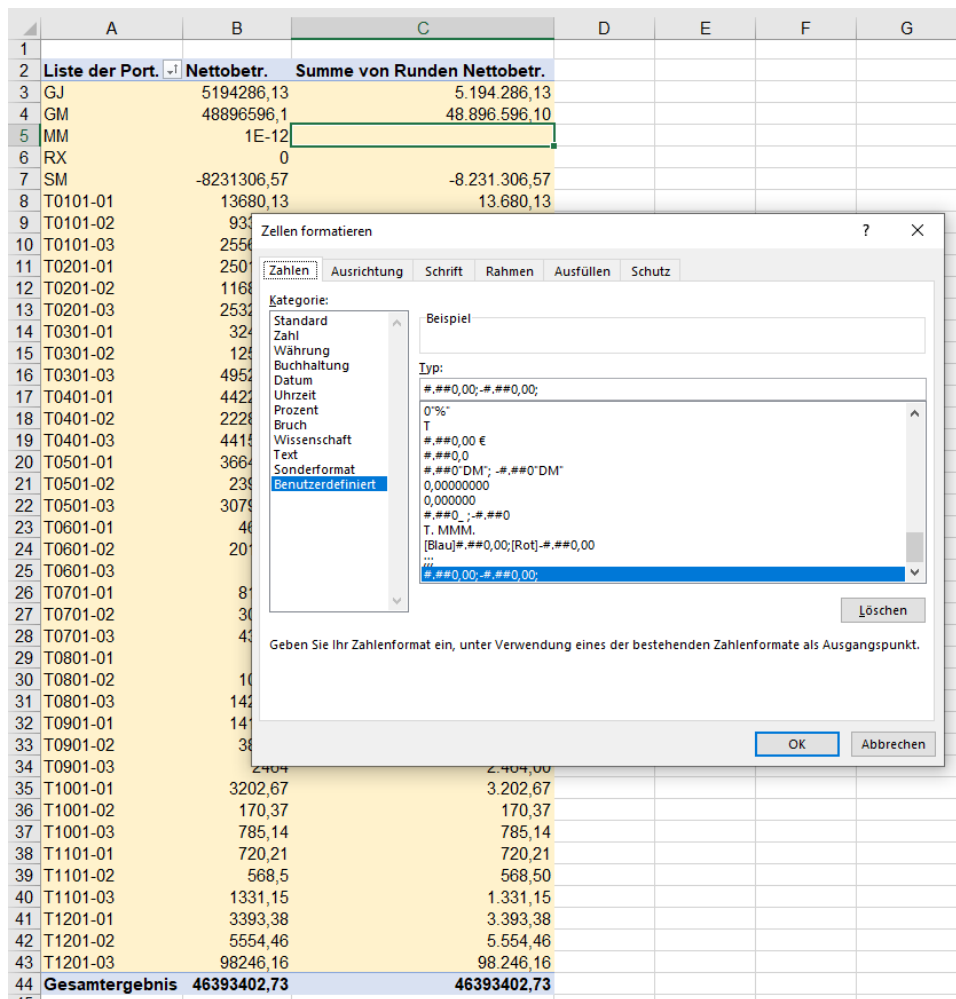 A B C D E F G
1
2 Liste der Port. Nettobetr. Summe von Runden Nettobetr.
3 GJ 5194286,13 5.194.286,13
4 GM 48896596,1 48.896.596,10
5 MM 1E-12
6 RX 0
7 SM -8231306,57 -8.231.306,57
8 T0101-01 13680,13 13.680,13
9 T0101-02
10 T0101-03
11 T0201-01
12 T0201-02
13 T0201-03
14 T0301-01
15 T0301-02
16 T0301-03
17 T0401-01
18 T0401-02
19 T0401-03
20 T0501-01
21 T0501-02
22 T0501-03
23 T0601-01
24 T0601-02
25 T0601-03
26 T0701-01
27 T0701-02
28 T0701-03
29 T0801-01
30 T0801-02
31 T0801-03
32 T0901-01
33 T0901-02
34 T0901-03 2464 2.464,00
35 T1001-01 3202,67 3.202,67
36 T1001-02 170,37 170,37
37 T1001-03 785,14 785,14
38 T1101-01 720,21 720,21
39 T1101-02 568,5 568,50
40 T1101-03 1331,15 1.331,15
41 T1201-01 3393,38 3.393,38
42 T1201-02 5554,46 5.554,46
43 T1201-03 98246,16 98.246,16
44 Gesamtergebnis 46393402,73 46393402,73
Zellen formatieren ? ×
Zahlen Ausrichtung Schrift Rahmen Ausfüllen Schutz
Kategorie:
Standard
Zahl
Währung
Buchhaltung
Datum
Uhrzeit
Prozent
Bruch
Wissenschaft
Text
Sonderformat
Benutzerdefiniert
Beispiel
Typ:
#.##0,00;-#.##0,00;
0"%"
T
#.##0,00 €
#.##0,0
#.##0"DM"; -#.##0"DM"
0,00000000
0,000000
#.##0_ ;-#.##0
T. MMM.
[Blau]#.##0,00;[Rot]-#.##0,00
;;;
#.##0,00;-#.##0,00;
Löschen
Geben Sie Ihr Zahlenformat ein, unter Verwendung eines der bestehenden Zahlenformate als Ausgangspunkt.
OK Abbrechen